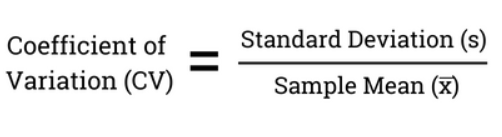 Coefficient of
Variation (CV)
=
Standard Deviation (s)
Sample Mean (x̅)